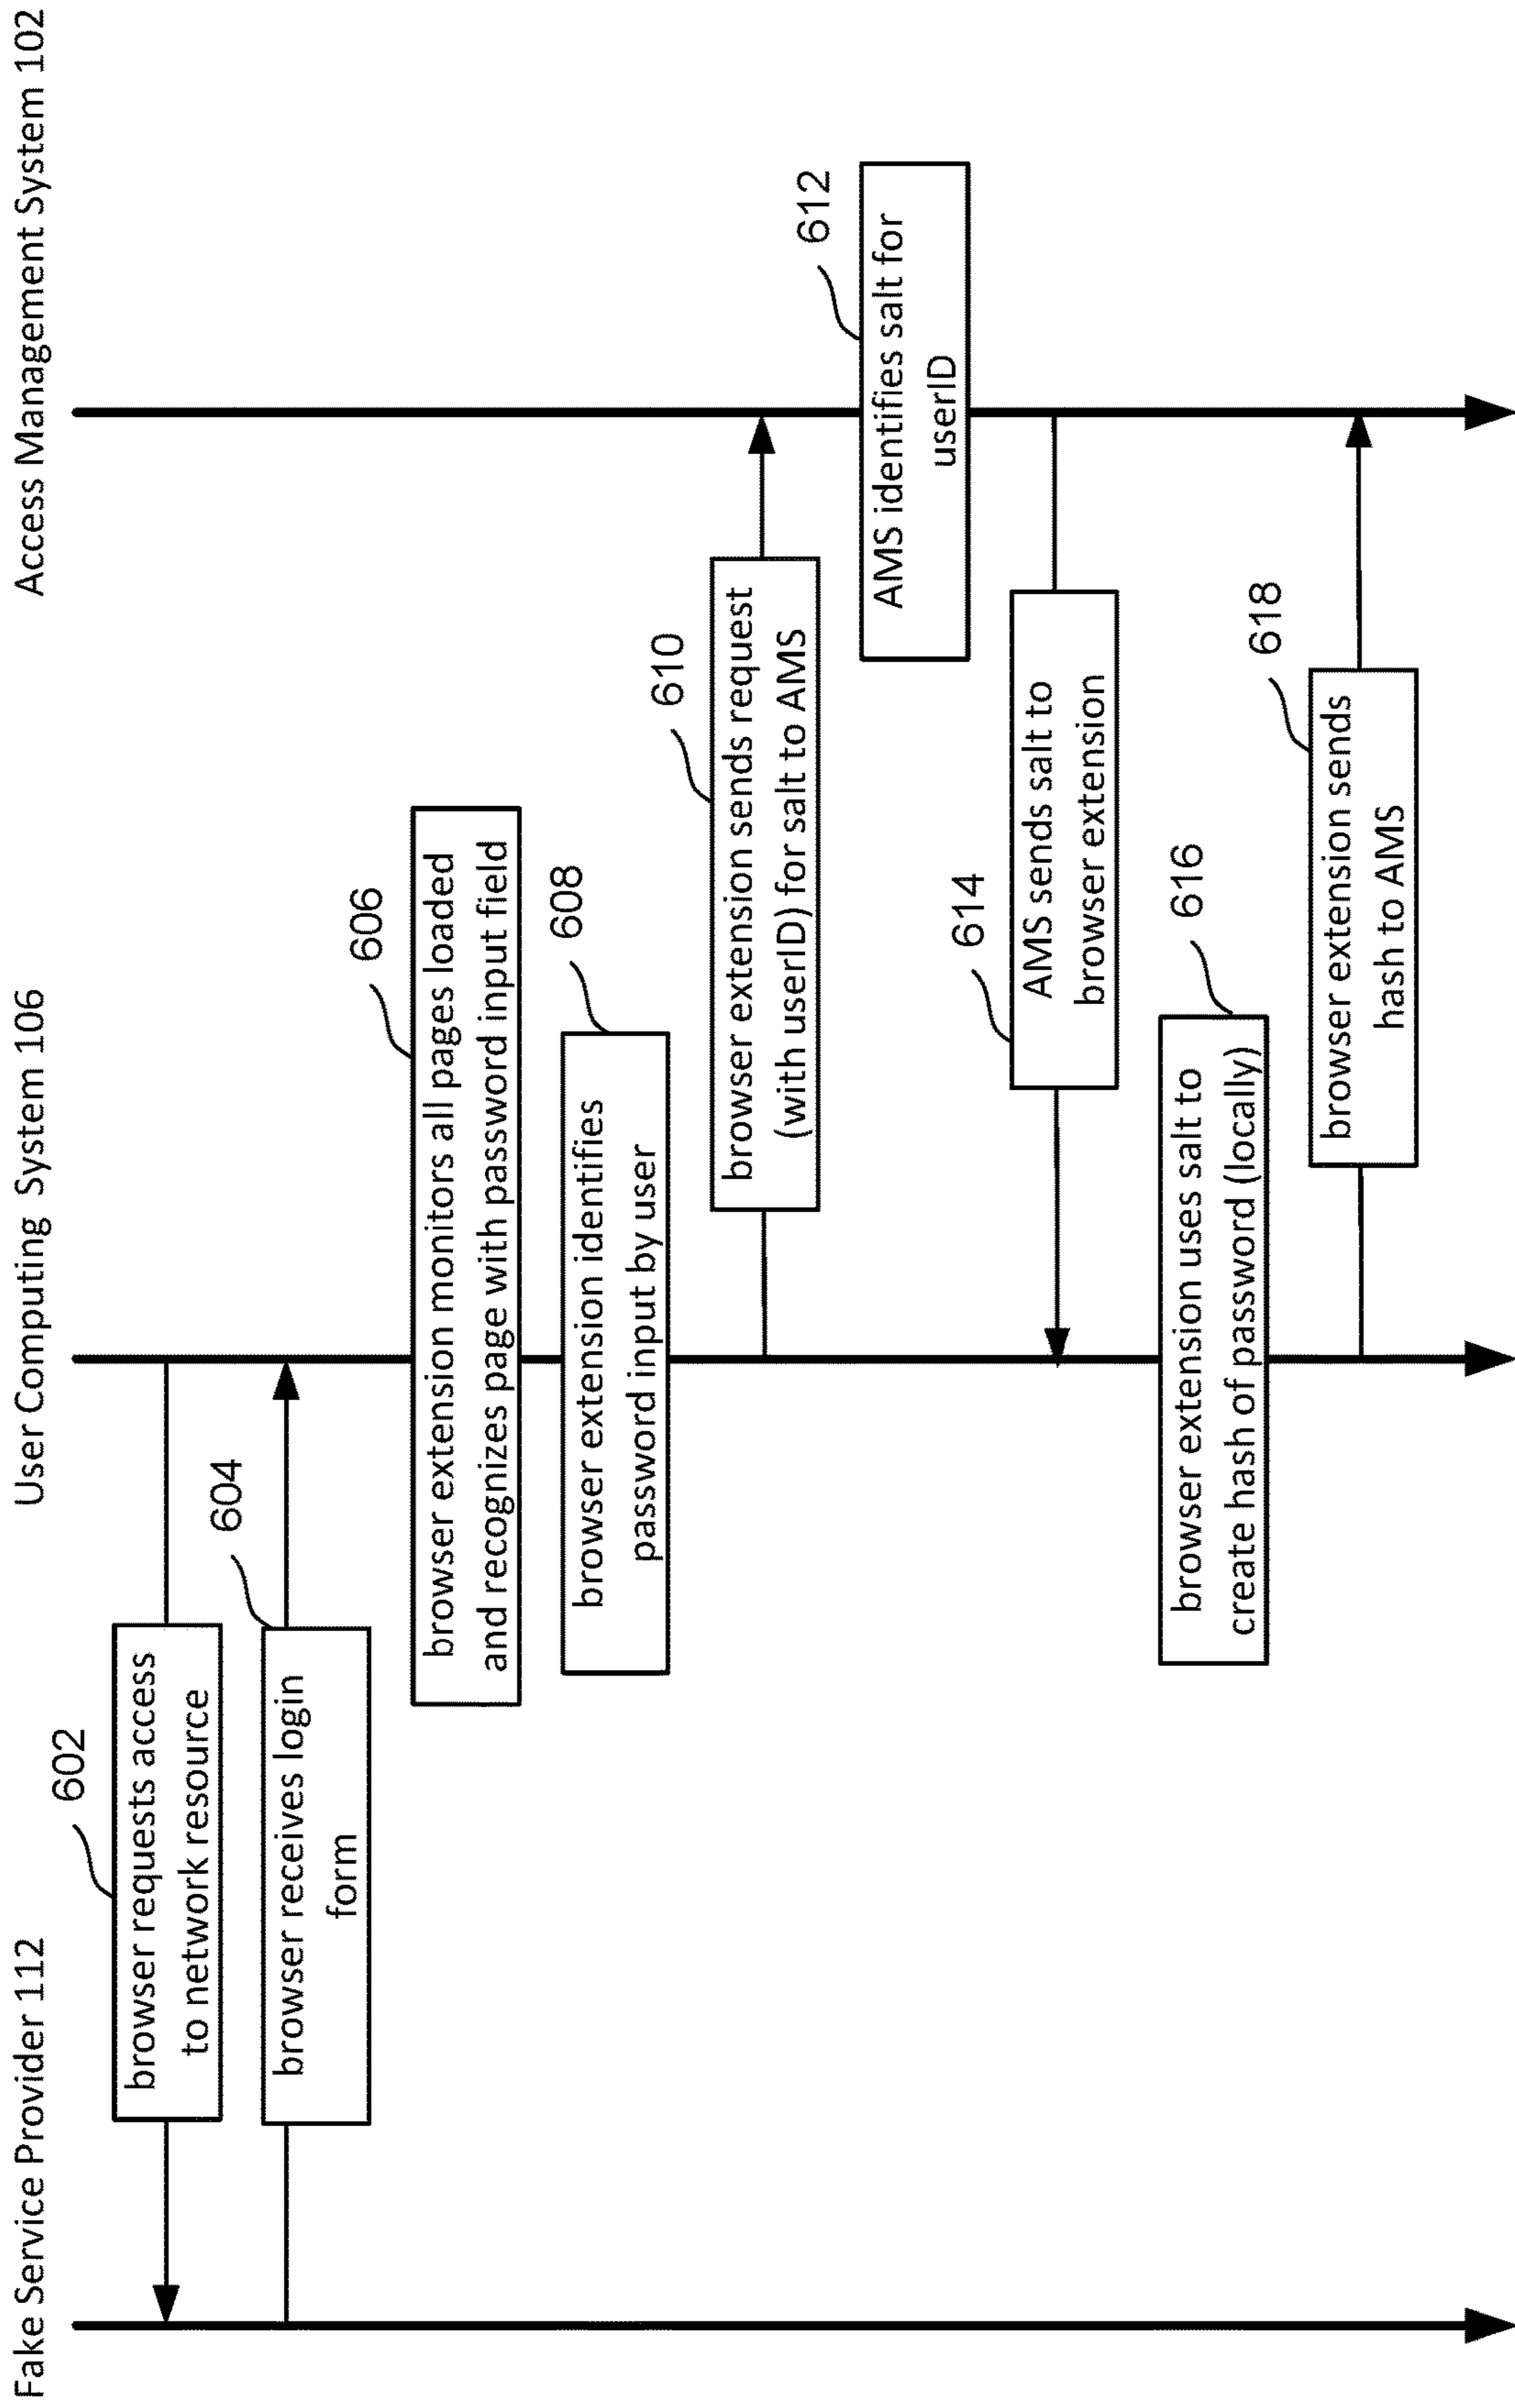 Fake Service Provider 112
User Computing System 106
Access Management System 102
602
browser requests access
to network resource
604
browser receives login
form
606
browser extension monitors all pages loaded
and recognizes page with password input field
608
browser extension identifies
password input by user
610
browser extension sends request
(with userID) for salt to AMS
612
AMS identifies salt for
userID
614
AMS sends salt to
browser extension
616
browser extension uses salt to
create hash of password (locally)
618
browser extension sends
hash to AMS